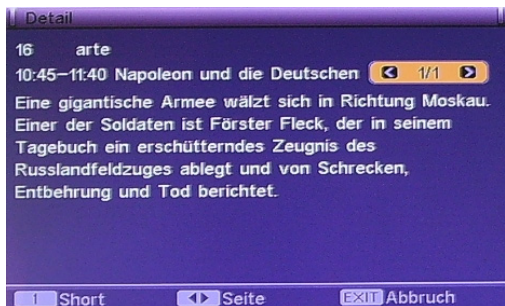 Detail
16 arte
10:45-11:40 Napoleon und die Deutschen 1/1
Eine gigantische Armee wälzt sich in Richtung Moskau.
Einer der Soldaten ist Förster Fleck, der in seinem
Tagebuch ein erschütterndes Zeugnis des
Russlandfeldzuges ablegt und von Schrecken,
Entbehrung und Tod berichtet.
1 Short Seite EXIT Abbruch